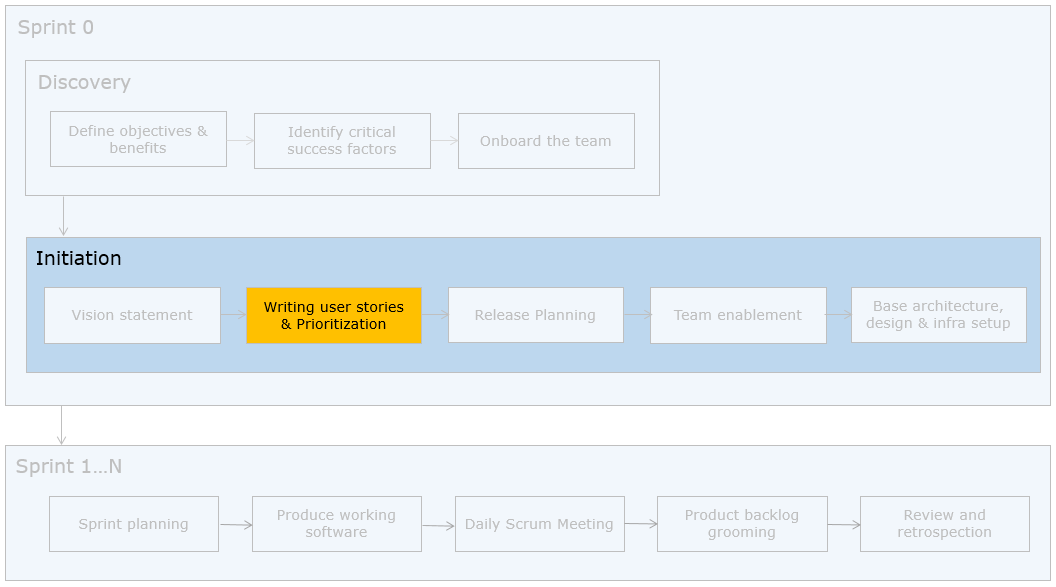 Sprint 0
Discovery
Define objectives &
benefits
Identify critical
success factors
Onboard the team
Initiation
Vision statement
Writing user stories
& Prioritization
Release Planning
Team enablement
Base architecture,
design & infra setup
Sprint 1...N
Sprint planning
Produce working
software
Daily Scrum Meeting
Product backlog
grooming
Review and
retrospection